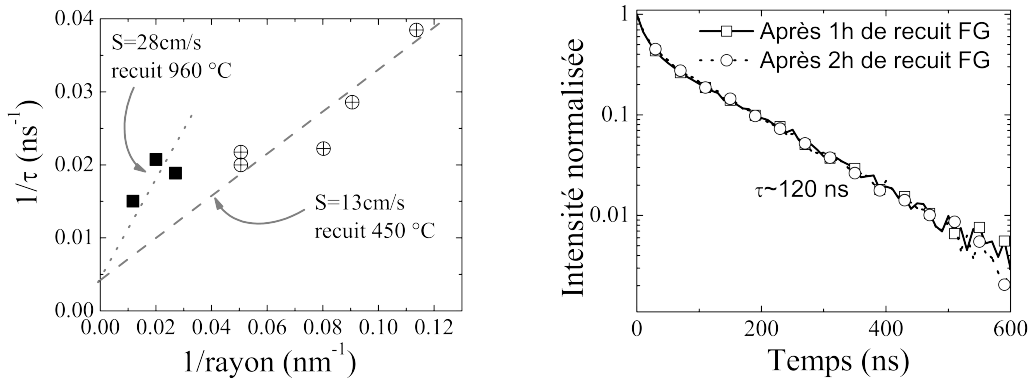 0.04
0.03
0.02
0.01
0.00
1/τ (ns⁻¹)
S=28cm/s
recuit 960 °C
S=13cm/s
recuit 450 °C
0.00 0.02 0.04 0.06 0.08 0.10 0.12
1/rayon (nm⁻¹)
1
0.1
0.01
Intensité normalisée
Après 1h de recuit FG
Après 2h de recuit FG
τ~120 ns
0 200 400 600
Temps (ns)